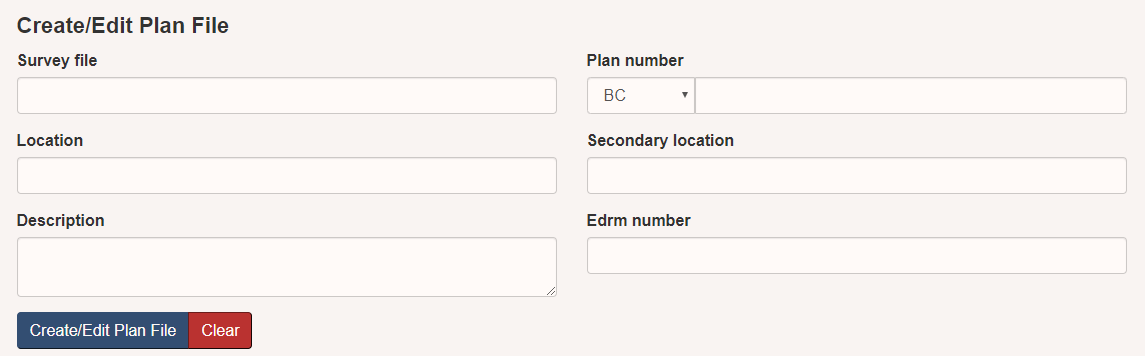 Create/Edit Plan File
Survey file
Plan number
BC
Location
Secondary location
Description
Edrm number
Create/Edit Plan File
Clear